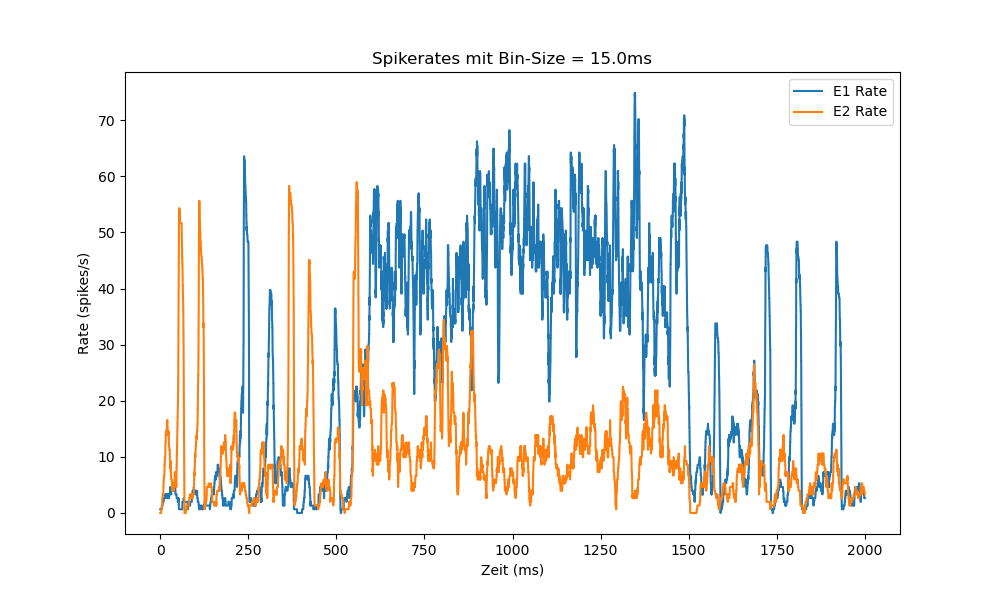 Spikerates mit Bin-Size = 15.0ms
E1 Rate
E2 Rate
70
60
50
40
30
20
10
0
Rate (spikes/s)
0 250 500 750 1000 1250 1500 1750 2000
Zeit (ms)